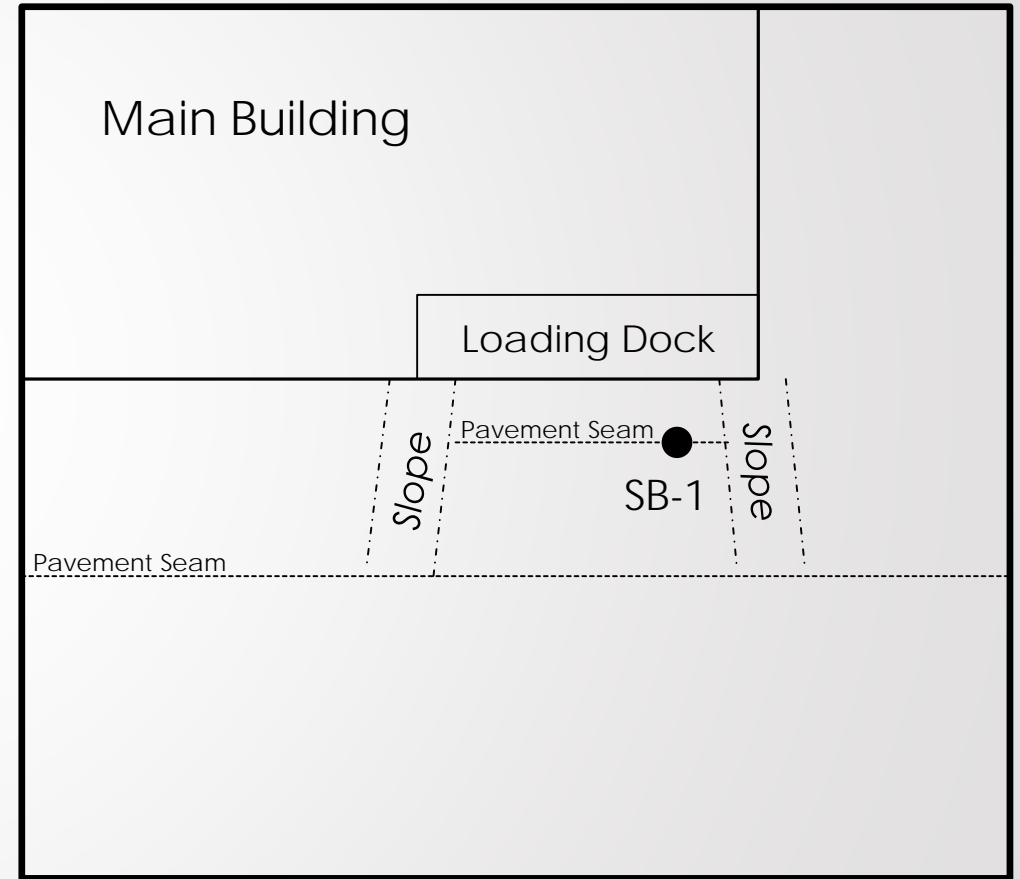 Main Building
Loading Dock
Pavement Seam
Slope
Slope
SB-1
Pavement Seam